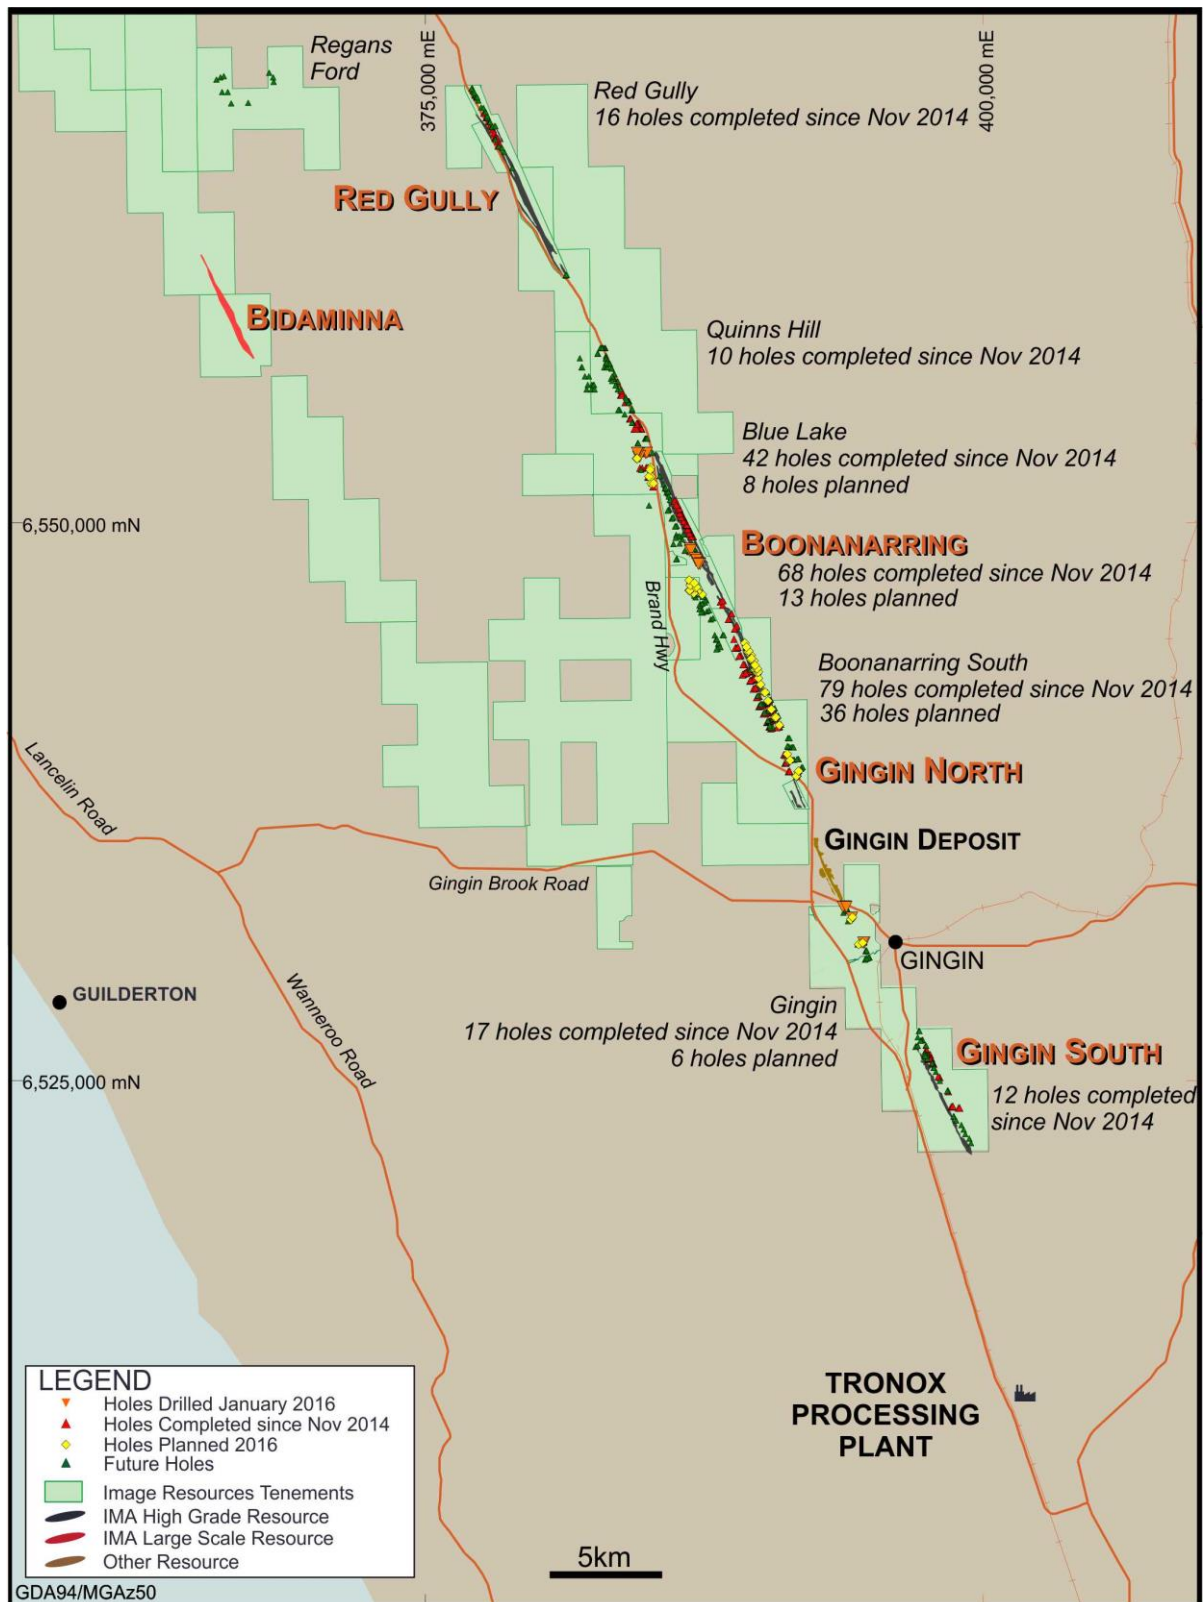 Regans
Ford
375,000 mE
400,000 mE
Red Gully
16 holes completed since Nov 2014
RED GULLY
BIDAMINNA
Quinns Hill
10 holes completed since Nov 2014
Blue Lake
42 holes completed since Nov 2014
8 holes planned
6,550,000 mN
BOONANARRING
68 holes completed since Nov 2014
13 holes planned
Brand Hwy
Boonanarring South
79 holes completed since Nov 2014
36 holes planned
GINGIN NORTH
Lancelin Road
GINGIN DEPOSIT
Gingin Brook Road
GINGIN
GUILDERTON
Wanneroo Road
Gingin
17 holes completed since Nov 2014
6 holes planned
GINGIN SOUTH
6,525,000 mN
12 holes completed
since Nov 2014
TRONOX
PROCESSING
PLANT
LEGEND
Holes Drilled January 2016
Holes Completed since Nov 2014
Holes Planned 2016
Future Holes
Image Resources Tenements
IMA High Grade Resource
IMA Large Scale Resource
Other Resource
5km
GDA94/MGAz50